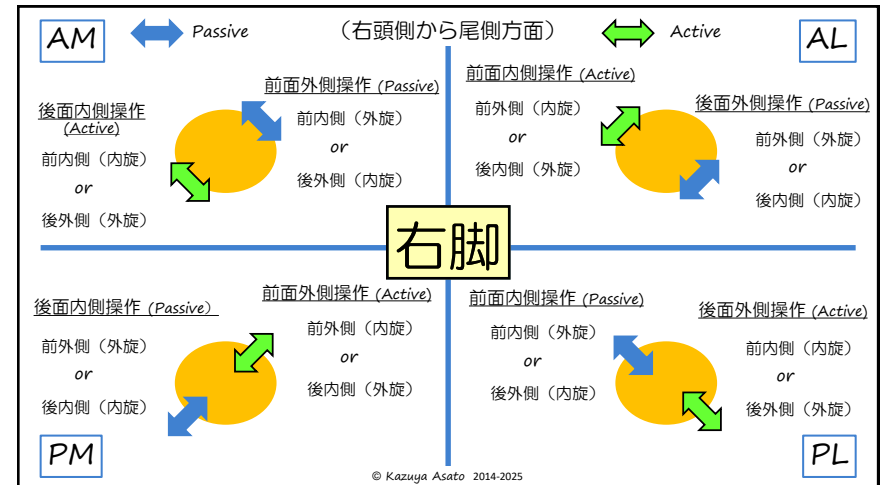 AM
Passive
（右頭側から尾側方面）
Active
AL
後面内側操作
(Active)
前内側（内旋）
or
後外側（外旋）
前面外側操作 (Passive)
前内側（外旋）
or
後外側（内旋）
前面内側操作 (Active)
前外側（内旋）
or
後内側（外旋）
後面外側操作 (Passive)
前外側（外旋）
or
後内側（内旋）
右脚
後面内側操作 (Passive）
前外側（外旋）
or
後内側（内旋）
前面外側操作 (Active)
前外側（内旋）
or
後内側（外旋）
前面内側操作 (Passive)
前内側（外旋）
or
後外側（内旋）
後面外側操作 (Active)
前内側（内旋）
or
後外側（外旋）
PM
PL
© Kazuya Asato 2014-2025